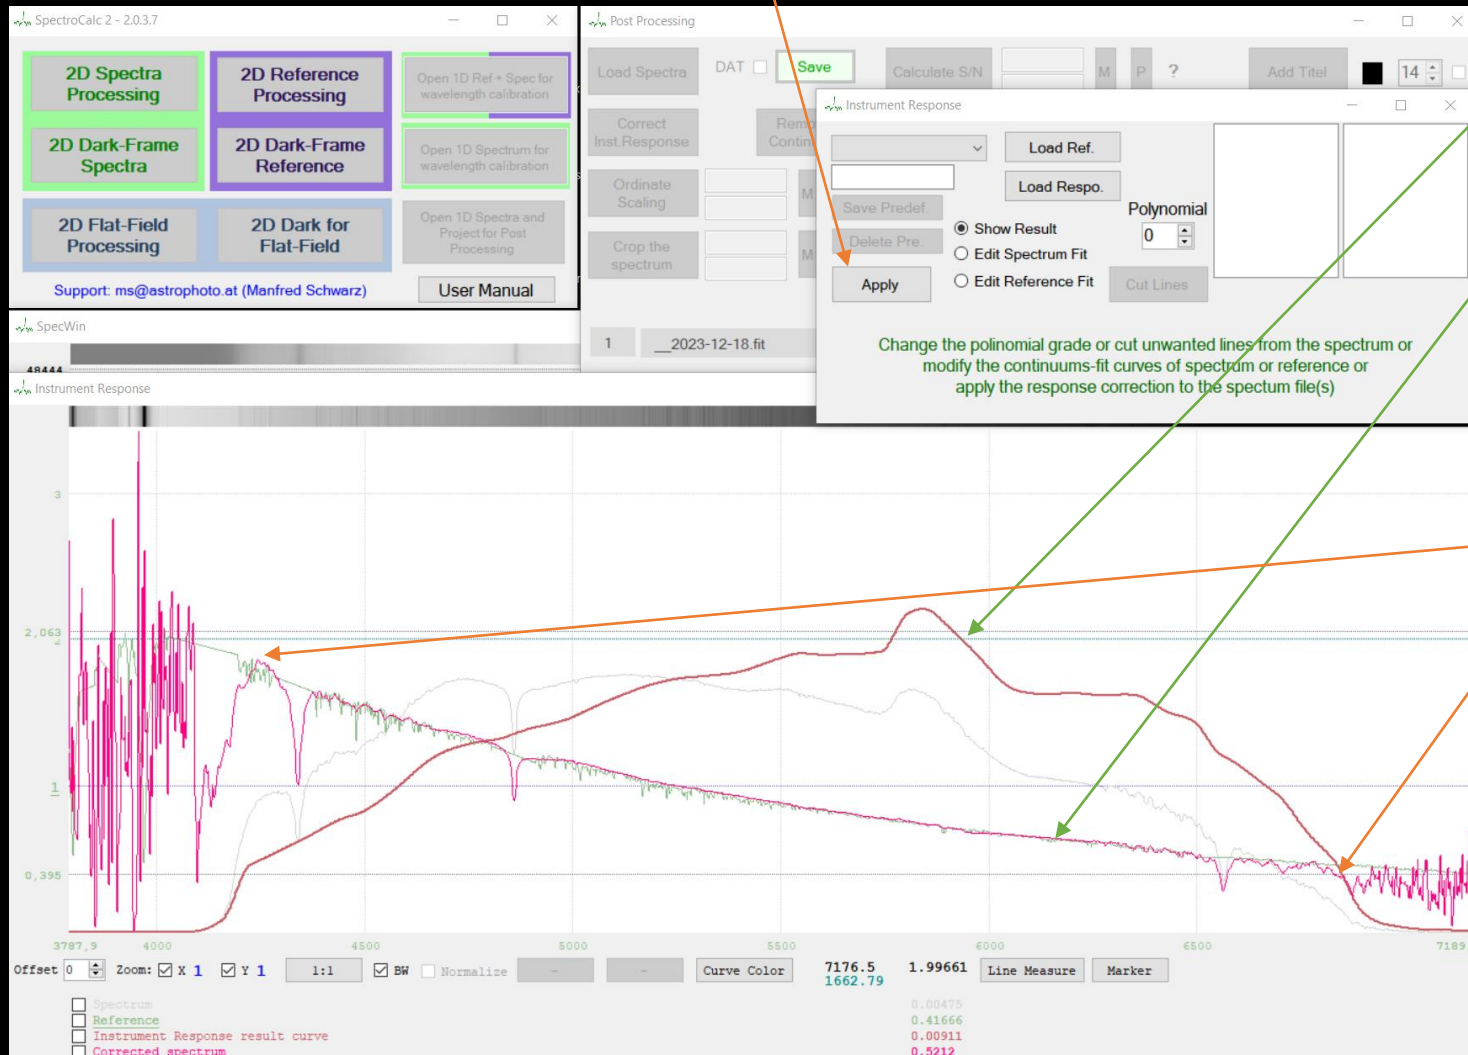 SpectroCalc 2 - 2.0.3.7
2D Spectra
Processing
2D Reference
Processing
Open 1D Ref + Spec for
wavelength calibration
2D Dark-Frame
Spectra
2D Dark-Frame
Reference
Open 1D Spectrum for
wavelength calibration
2D Flat-Field
Processing
2D Dark for
Flat-Field
Open 1D Spectra and
Project for Post
Processing
Support: ms@astrophoto.at (Manfred Schwarz)
User Manual
Post Processing
Load Spectra
DAT
Save
Calculate S/N
M
P
?
Add Titel
14
Correct
Inst.Response
Ordinate
Scaling
M
Crop the
spectrum
M
1
__2023-12-18.fit
Instrument Response
Load Ref.
Load Respo.
Save Predef.
Delete Pre.
Apply
Show Result
Edit Spectrum Fit
Edit Reference Fit
Polynomial
0
Cut Lines
Change the polinomial grade or cut unwanted lines from the spectrum or
modify the continuums-fit curves of spectrum or reference or
apply the response correction to the spectum file(s)
SpecWin
48444
Instrument Response
3
2,063
2
1
0,395
3787,9
4000
4500
5000
5500
6000
6500
7189
Offset 0
Zoom:
X 1
Y 1
1:1
BW
Normalize
-
-
Curve Color
7176.5
1662.79
1.99661
Line Measure
Marker
Spectrum 0.00475
Reference 0.41666
Instrument Response result curve 0.00911
Corrected spectrum 0.5212